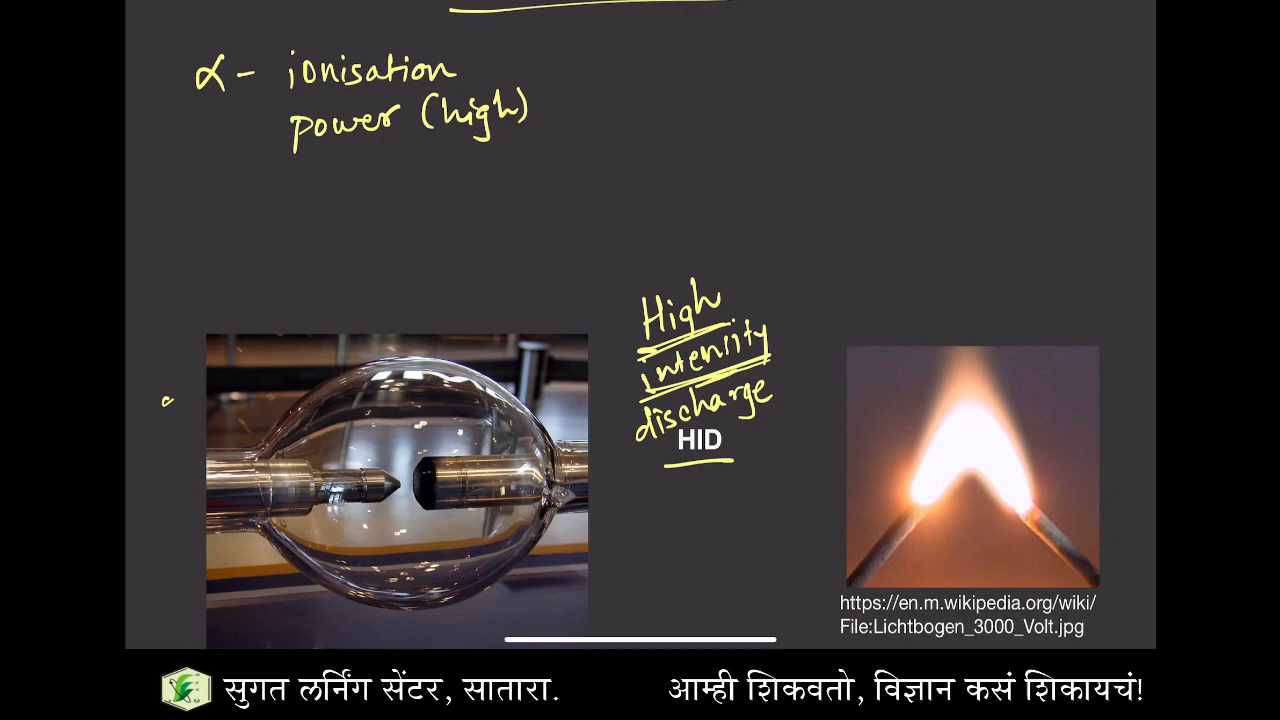 α - ionisation
power (high)
High
intensiity
discharge
HID
https://en.m.wikipedia.org/wiki/
File:Lichtbogen_3000_Volt.jpg
सुगत लर्निंग सेंटर, सातारा. आम्ही शिकवतो, विज्ञान कसं शिकायचं!